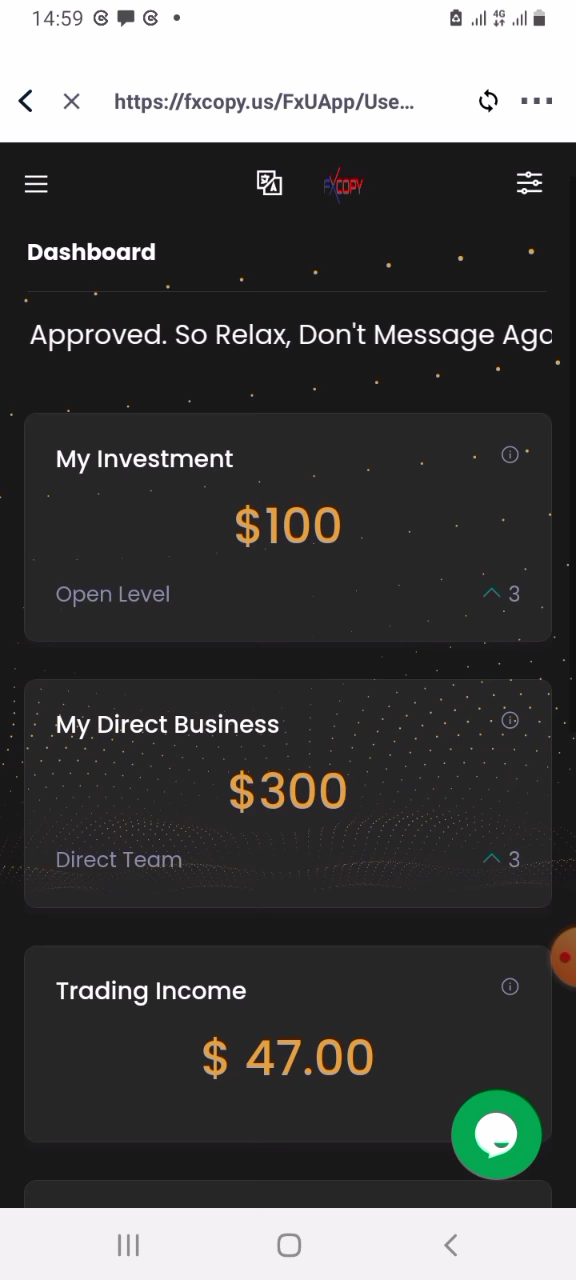 14:59
4G
https://fxcopy.us/FxUApp/Use...
FXCOPY
Dashboard
Approved. So Relax, Don't Message Aga
My Investment
$100
Open Level
3
My Direct Business
$300
Direct Team
3
Trading Income
$ 47.00